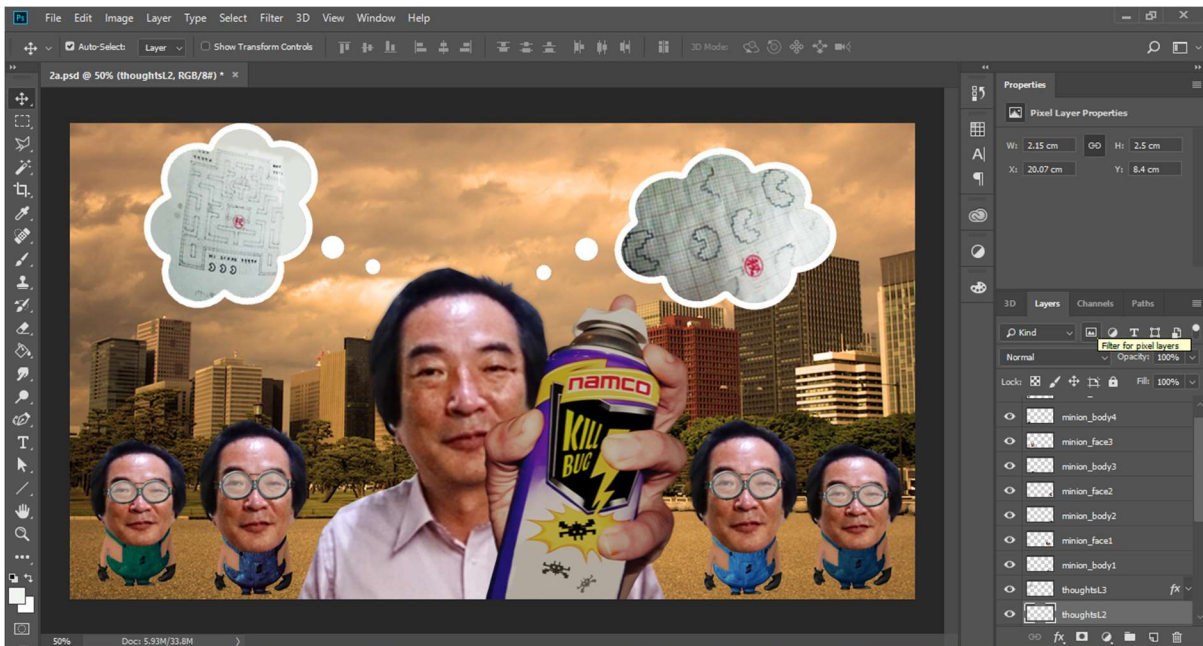 Ps File Edit Image Layer Type Select Filter 3D View Window Help
Auto-Select: Layer Show Transform Controls 3D Mode:
2a.psd @ 50% (thoughtsL2, RGB/8#) * ×
Properties
Pixel Layer Properties
W: 2.15 cm H: 2.5 cm
X: 20.07 cm Y: 8.4 cm
3D Layers Channels Paths
Kind
Filter for pixel layers
Normal Opacity: 100%
Lock: Fill: 100%
minion_body4
minion_face3
minion_body3
minion_face2
minion_body2
minion_face1
minion_body1
thoughtsL3 fx
thoughtsL2
namco
KILL
BUG
50% Doc: 5.93M/33.8M